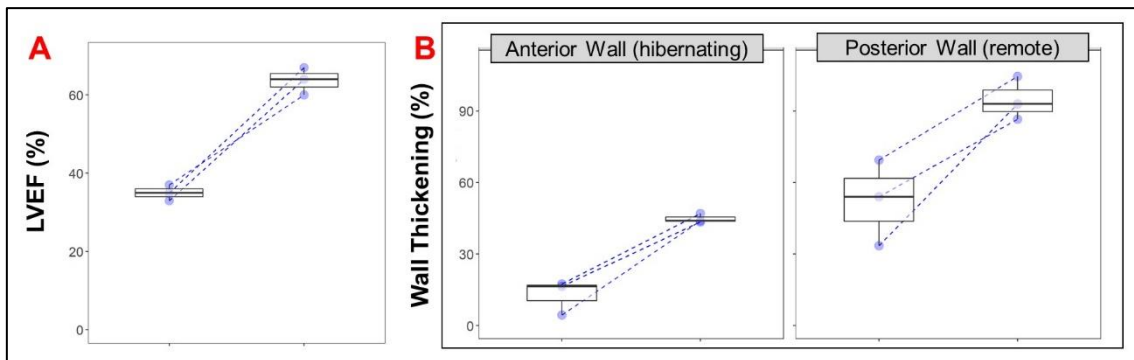 A
LVEF (%)
60
40
20
0
B
Wall Thickening (%)
Anterior Wall (hibernating)
Posterior Wall (remote)
90
60
30
0